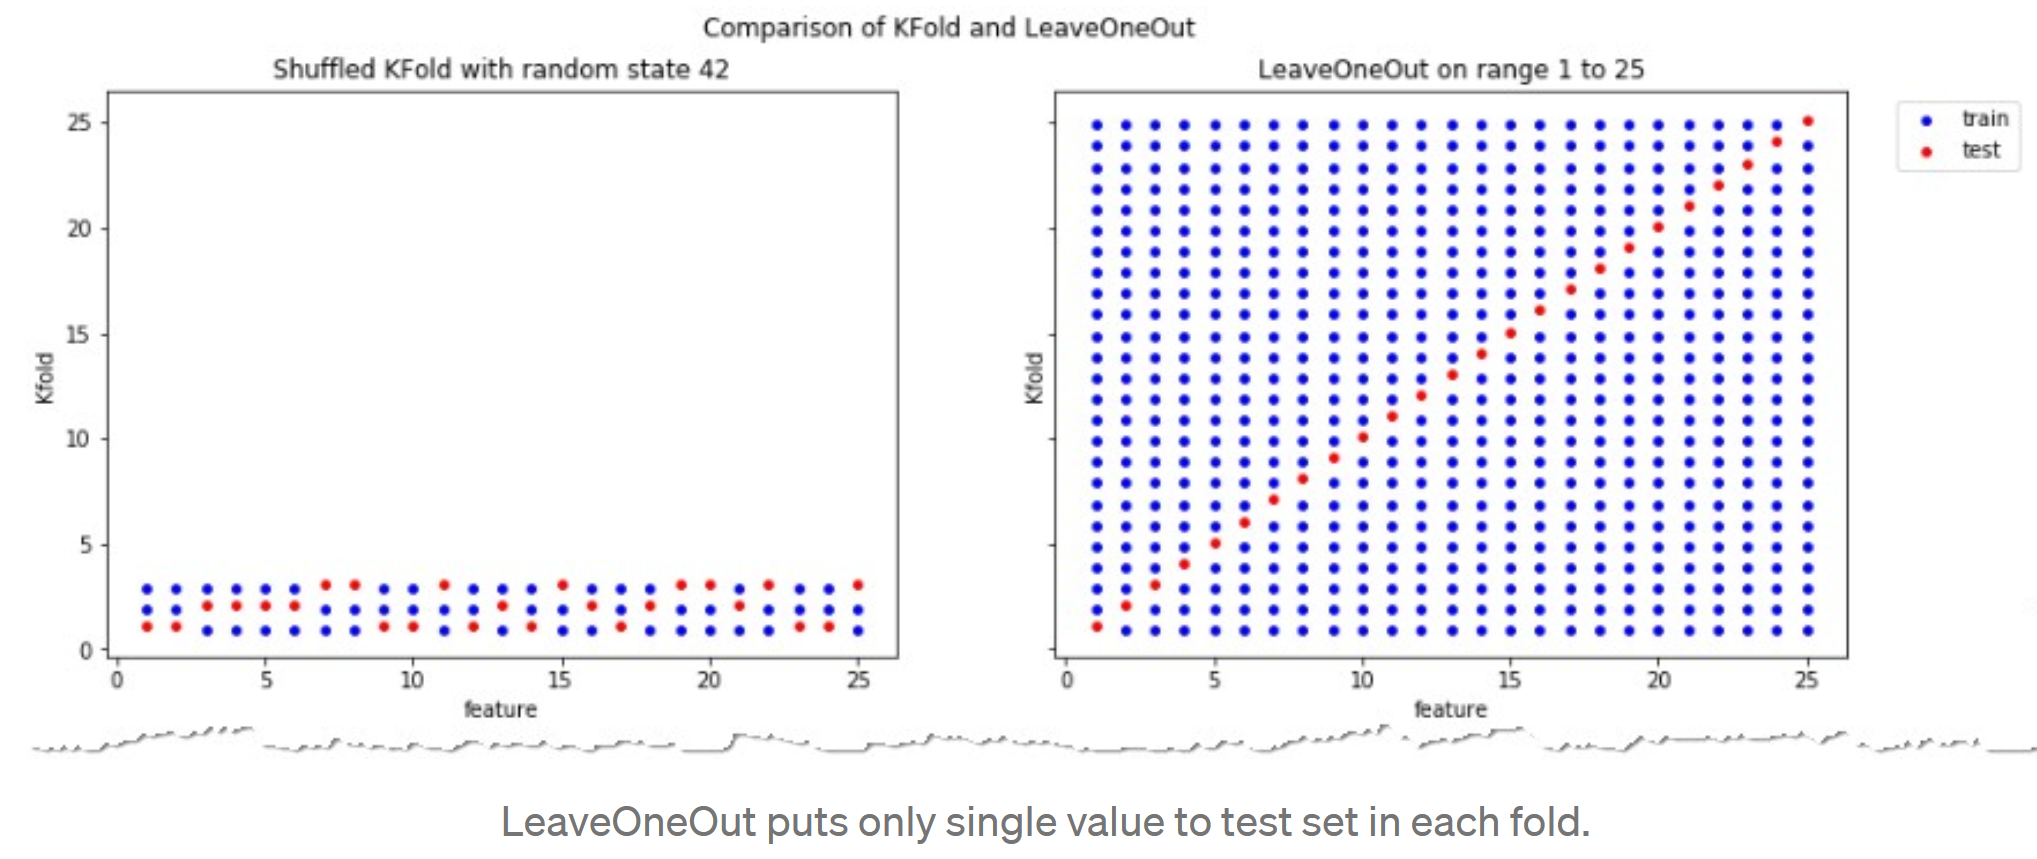 Comparison of KFold and LeaveOneOut
Shuffled KFold with random state 42
25
20
15
10
5
0
Kfold
0 5 10 15 20 25
feature
LeaveOneOut on range 1 to 25
Kfold
0 5 10 15 20 25
feature
train
test
LeaveOneOut puts only single value to test set in each fold.